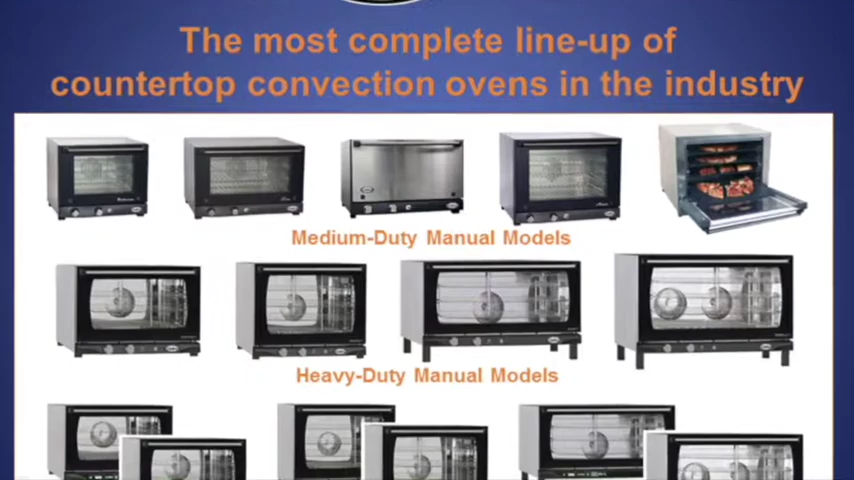 The most complete line-up of
countertop convection ovens in the industry
Medium-Duty Manual Models
Heavy-Duty Manual Models